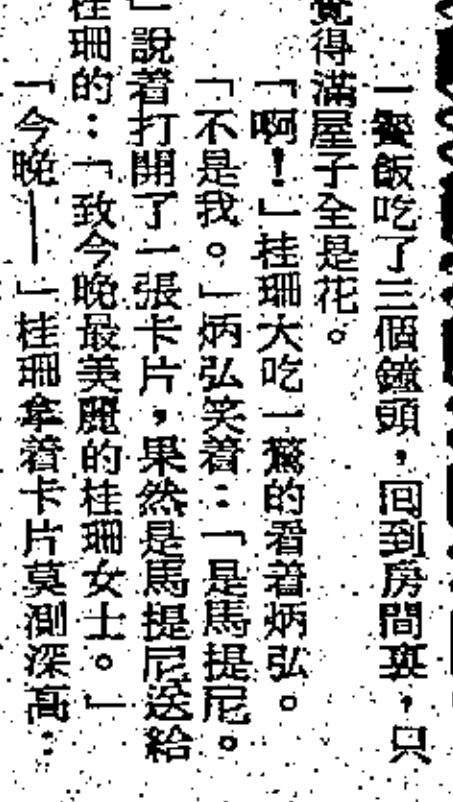 一餐飯吃了三個鐘頭，回到房間裏，只
覺得滿屋子全是花。
「啊！」桂珊大吃一驚的看着炳弘。
「不是我。」炳弘笑着：「是馬提尼。
」說着打開了一張卡片，果然是馬提尼送給
桂珊的：「致今晚最美麗的桂珊女士。」
「今晚——」桂珊拿着卡片莫測深高：